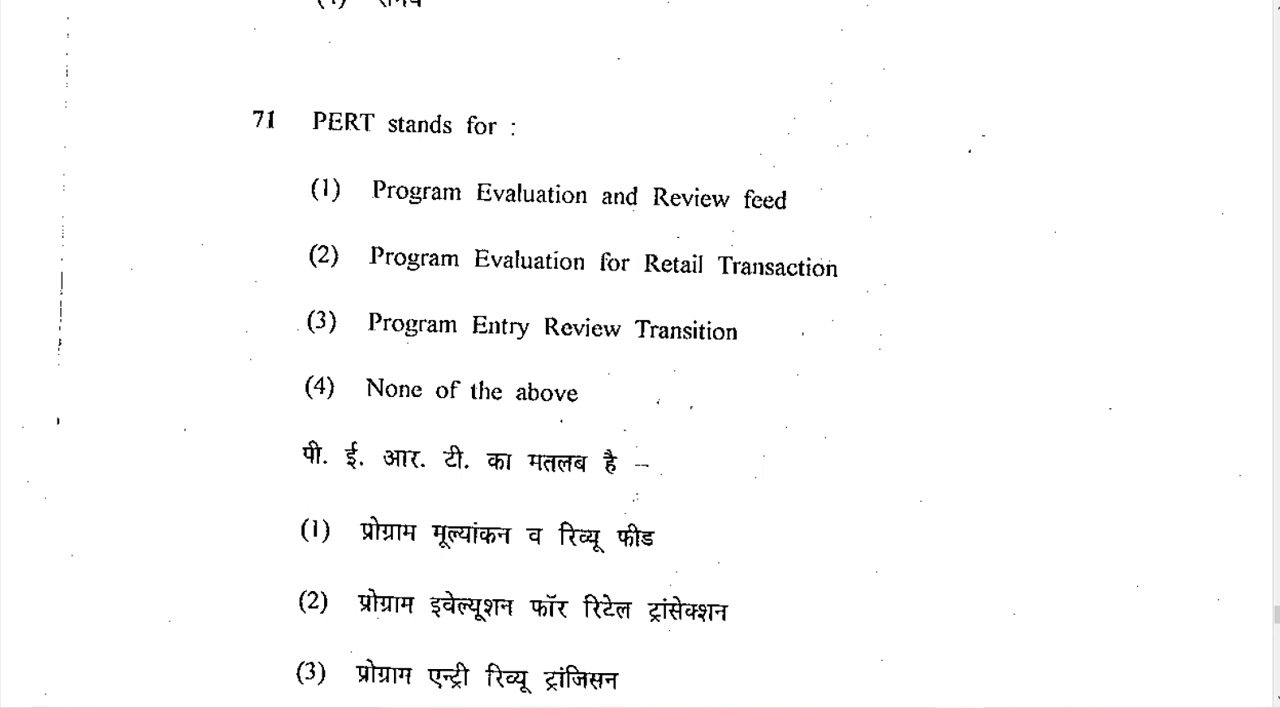 71 PERT stands for :
(1) Program Evaluation and Review feed
(2) Program Evaluation for Retail Transaction
(3) Program Entry Review Transition
(4) None of the above
पी. ई. आर. टी. का मतलब है –
(1) प्रोग्राम मूल्यांकन व रिव्यू फीड
(2) प्रोग्राम इवेल्यूशन फॉर रिटेल ट्रांसेक्शन
(3) प्रोग्राम एन्ट्री रिव्यू ट्रांजिसन